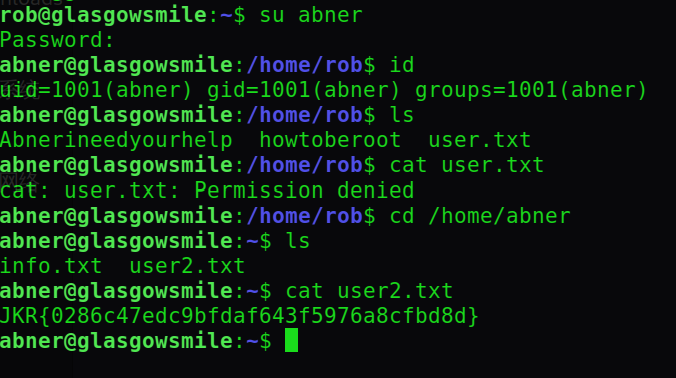 rob@glasgowsmile:~$ su abner
Password:
abner@glasgowsmile:/home/rob$ id
uid=1001(abner) gid=1001(abner) groups=1001(abner)
abner@glasgowsmile:/home/rob$ ls
Abnerineedyourhelp  howtoberoot  user.txt
abner@glasgowsmile:/home/rob$ cat user.txt
cat: user.txt: Permission denied
abner@glasgowsmile:/home/rob$ cd /home/abner
abner@glasgowsmile:~$ ls
info.txt  user2.txt
abner@glasgowsmile:~$ cat user2.txt
JKR{0286c47edc9bfdaf643f5976a8cfbd8d}
abner@glasgowsmile:~$